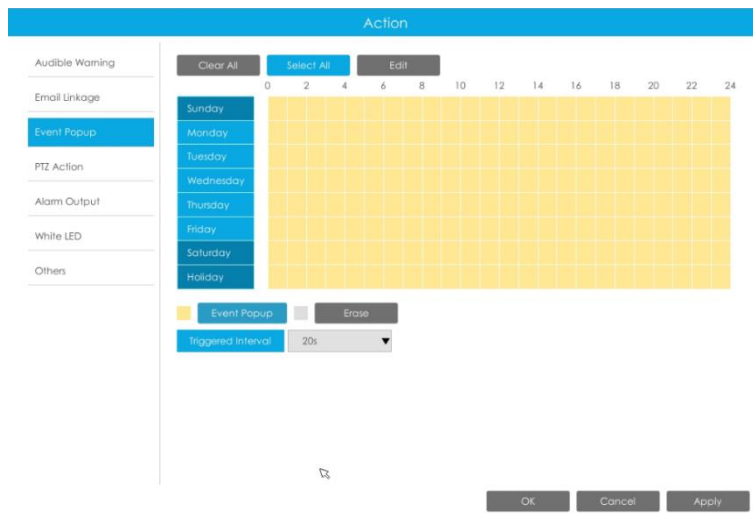 Action
Audible Warning
Email Linkage
Event Popup
PTZ Action
Alarm Output
White LED
Others
Clear All Select All Edit
0 2 4 6 8 10 12 14 16 18 20 22 24
Sunday
Monday
Tuesday
Wednesday
Thursday
Friday
Saturday
Holiday
Event Popup Erase
Triggered Interval 20s
OK Cancel Apply